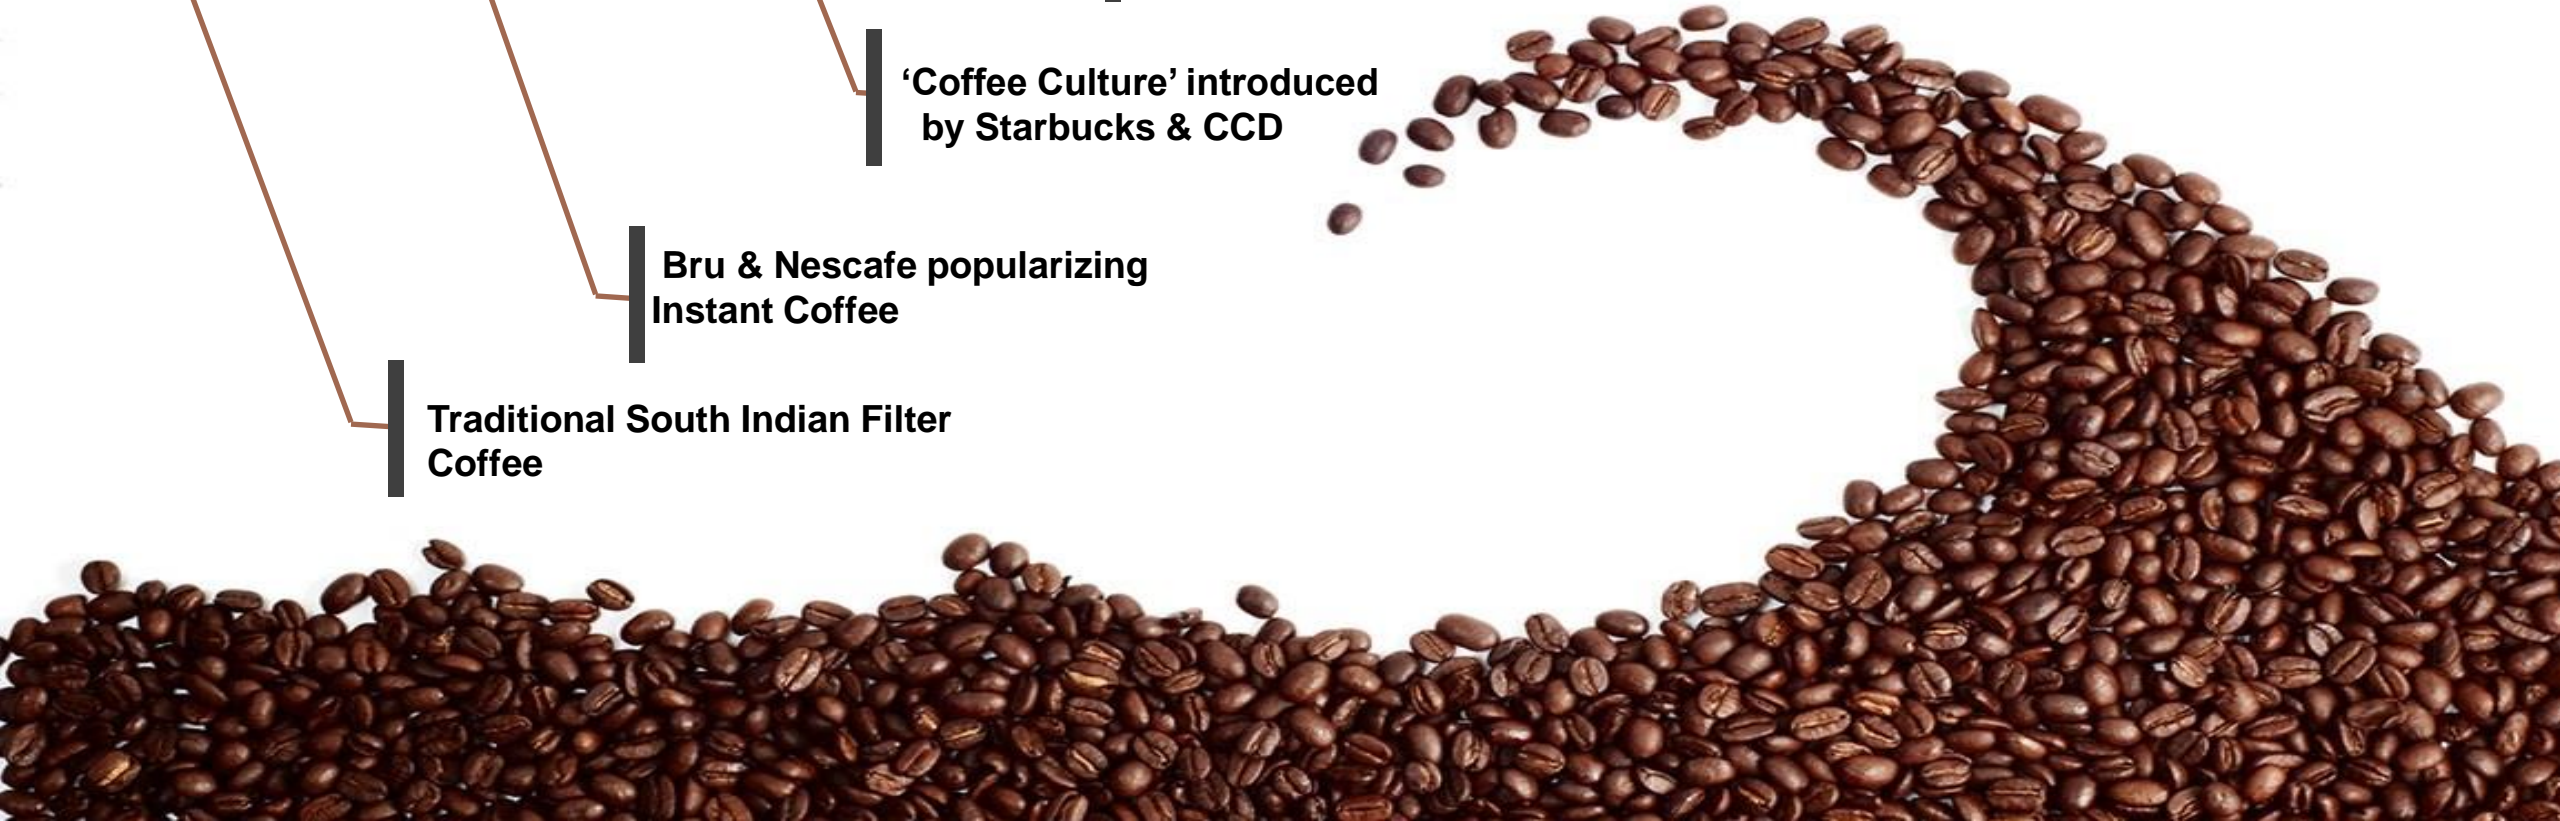 ‘Coffee Culture’ introduced
by Starbucks & CCD
Bru & Nescafe popularizing
Instant Coffee
Traditional South Indian Filter
Coffee